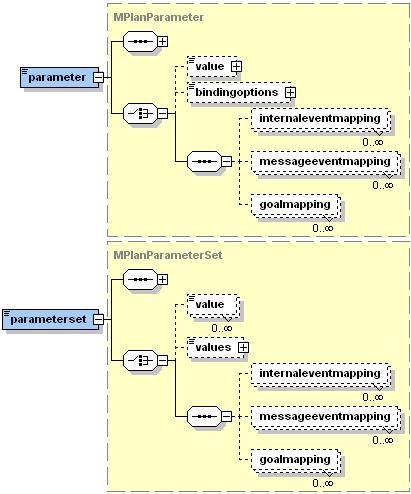 MPlanParameter
parameter
value
bindingoptions
internaleventmapping
0..∞
messageeventmapping
0..∞
goalmapping
0..∞
MPlanParameterSet
parameterset
value
0..∞
values
internaleventmapping
0..∞
messageeventmapping
0..∞
goalmapping
0..∞